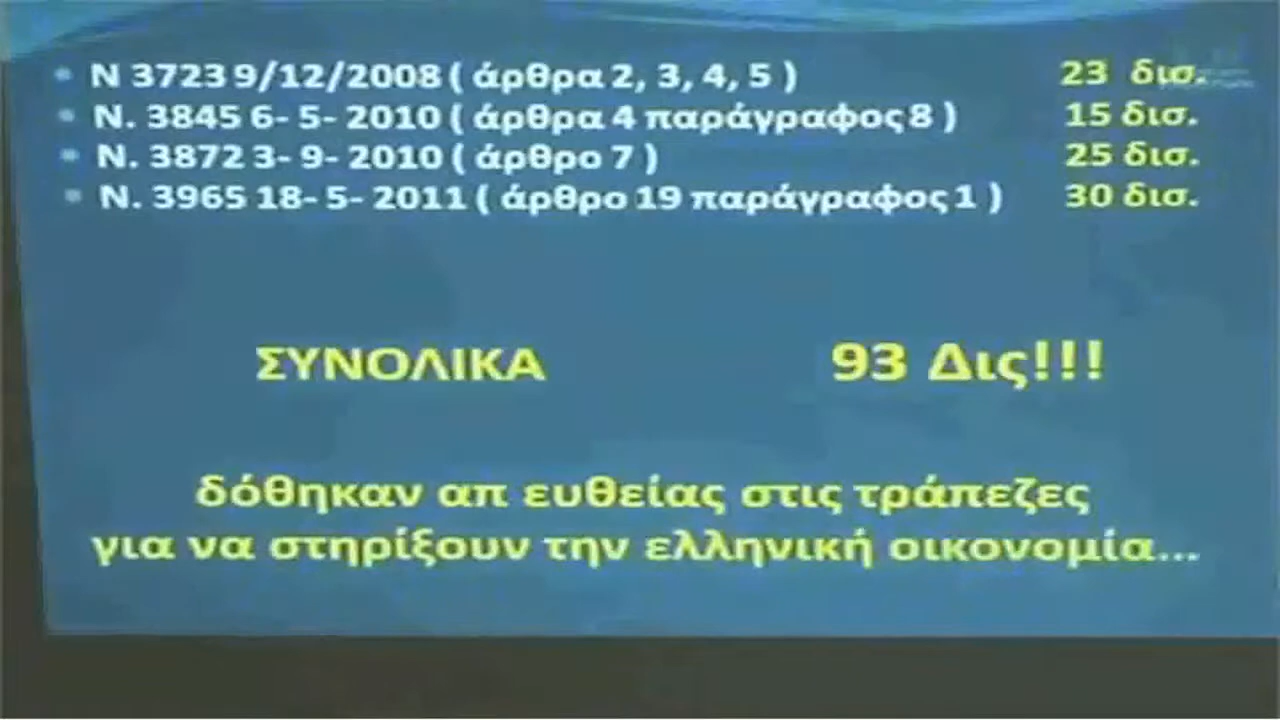 • Ν 3723 9/12/2008 ( άρθρα 2, 3, 4, 5 ) 23 δισ.
• Ν. 3845 6- 5- 2010 ( άρθρα 4 παράγραφος 8 ) 15 δισ.
• Ν. 3872 3- 9- 2010 ( άρθρο 7 ) 25 δισ.
• Ν. 3965 18- 5- 2011 ( άρθρο 19 παράγραφος 1 ) 30 δισ.
ΣΥΝΟΛΙΚΑ 93 Δις!!!
δόθηκαν απ ευθείας στις τράπεζες
για να στηρίξουν την ελληνική οικονομία...